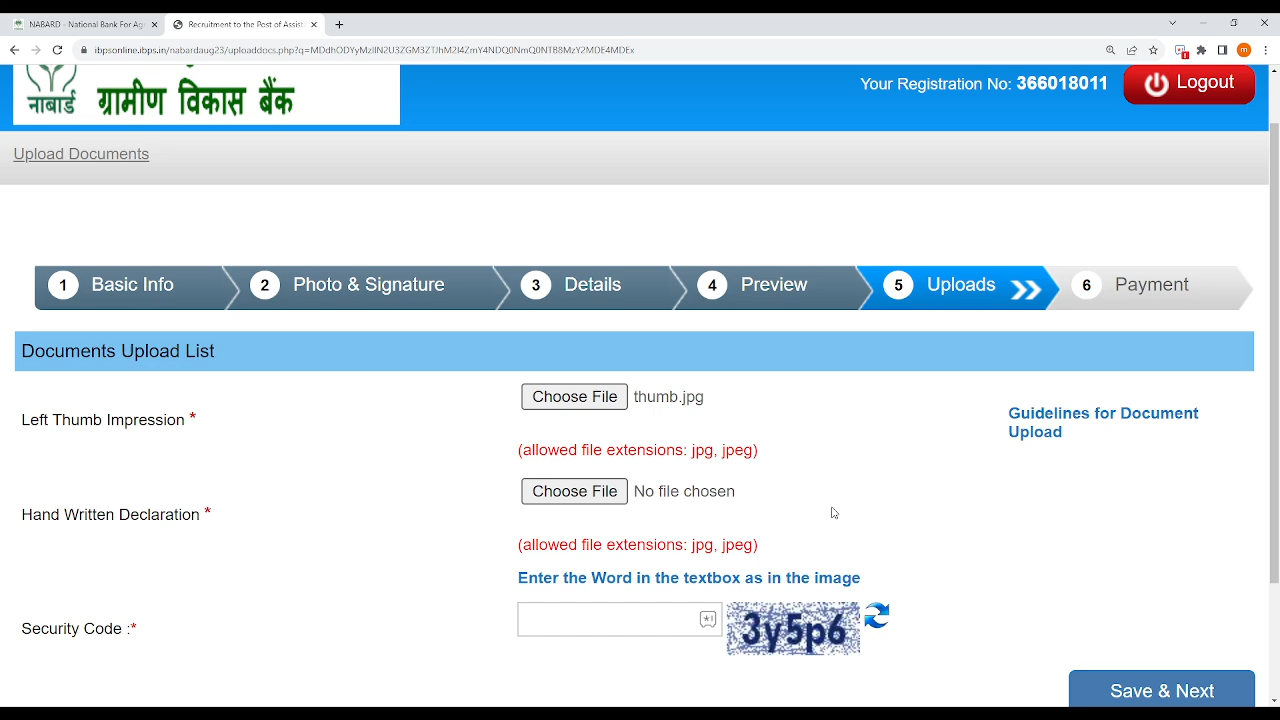 NABARD - National Bank For Ag
Recruitment to the Post of Assist
ibpsonline.ibps.in/nabardaug23/uploaddocs.php?q=
m
नाबार्ड
ग्रामीण विकास बैंक
Your Registration No: 366018011
Logout
Upload Documents
1 Basic Info
2 Photo & Signature
3 Details
4 Preview
5 Uploads
6 Payment
Documents Upload List
Left Thumb Impression *
Choose File thumb.jpg
(allowed file extensions: jpg, jpeg)
Guidelines for Document
Upload
Hand Written Declaration *
Choose File No file chosen
(allowed file extensions: jpg, jpeg)
Enter the Word in the textbox as in the image
Security Code :*
3y5p6
Save & Next